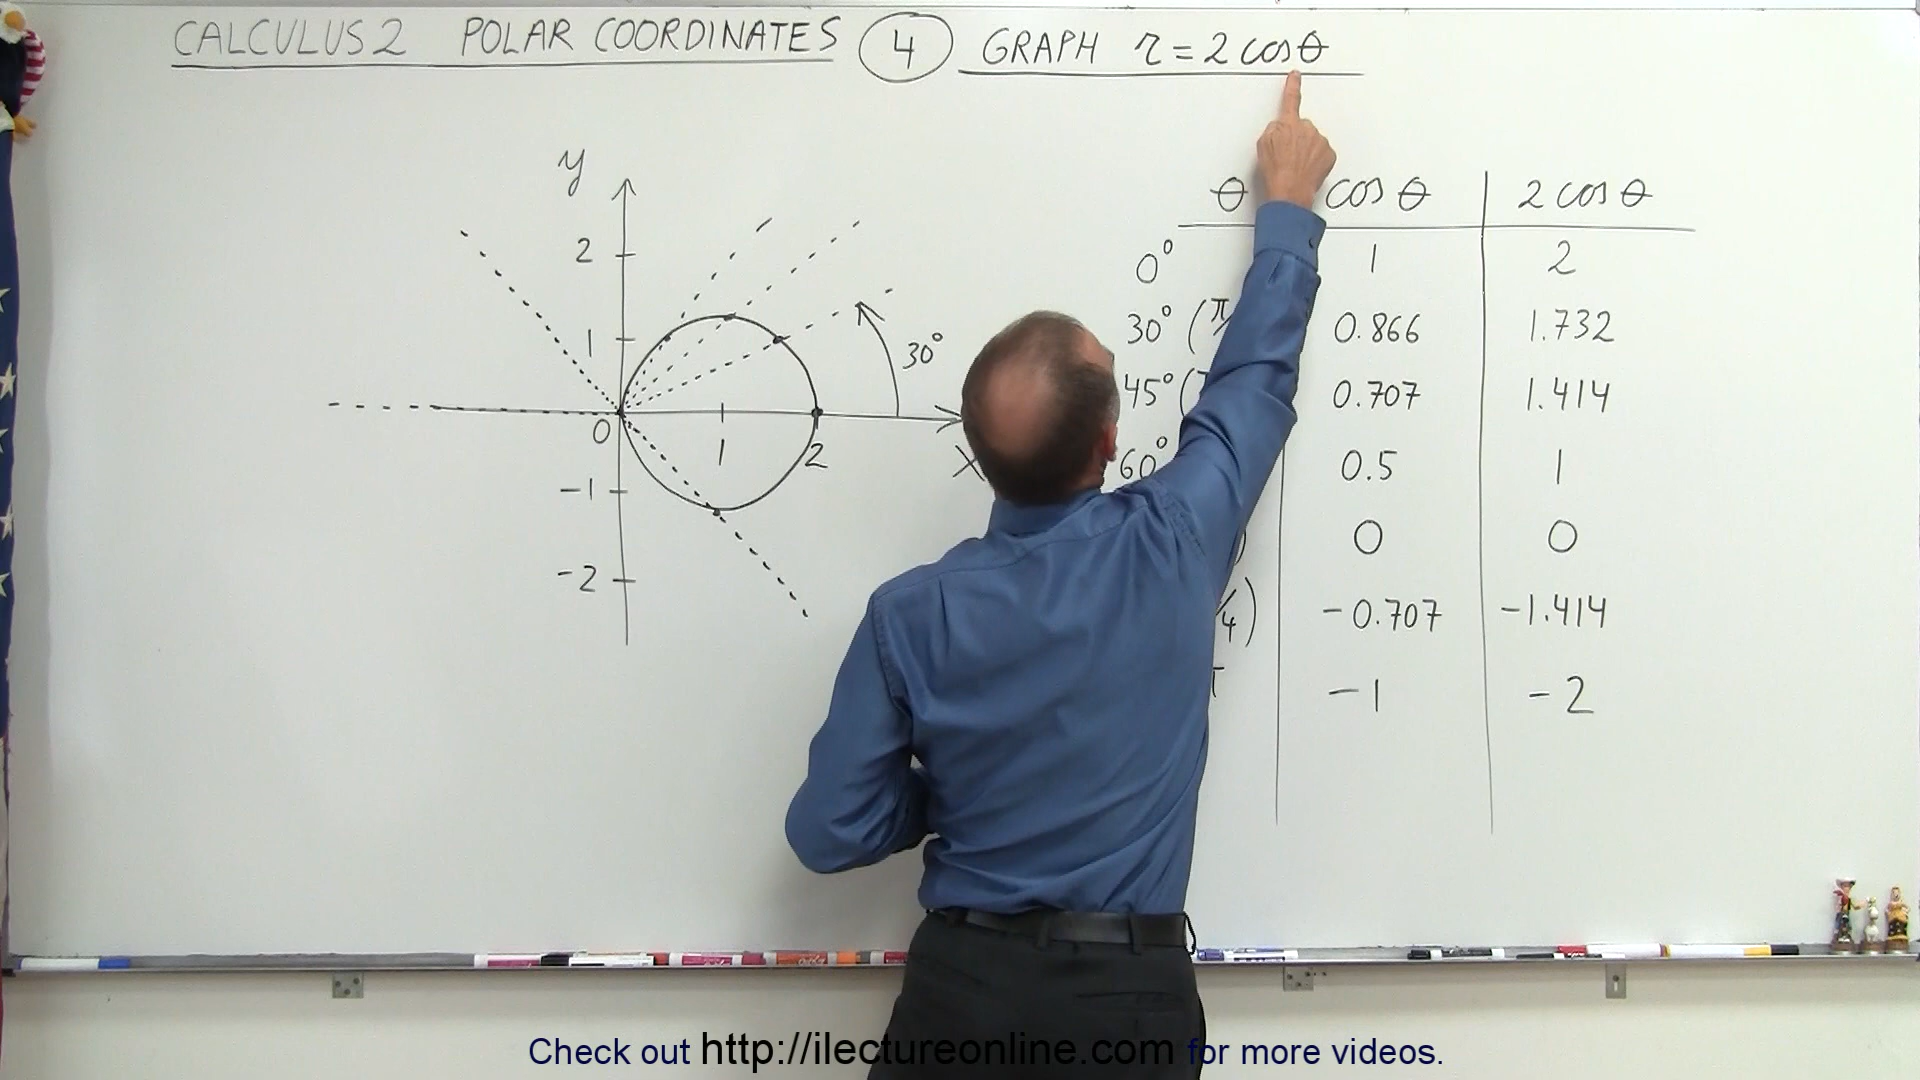 CALCULUS 2 POLAR COORDINATES 4 GRAPH r = 2 cos θ
y
2
1
0
1
2
-1
-2
30°
X
θ cos θ 2 cos θ
0° 1 2
30° (π/ 0.866 1.732
45° ( 0.707 1.414
60° 0.5 1
) 0 0
/4) -0.707 -1.414
-1 -2
Check out http://ilectureonline.com for more videos.